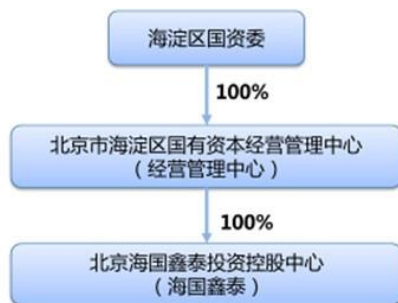 海淀区国资委
100%
北京市海淀区国有资本经营管理中心
（经营管理中心）
100%
北京海国鑫泰投资控股中心
（海国鑫泰）